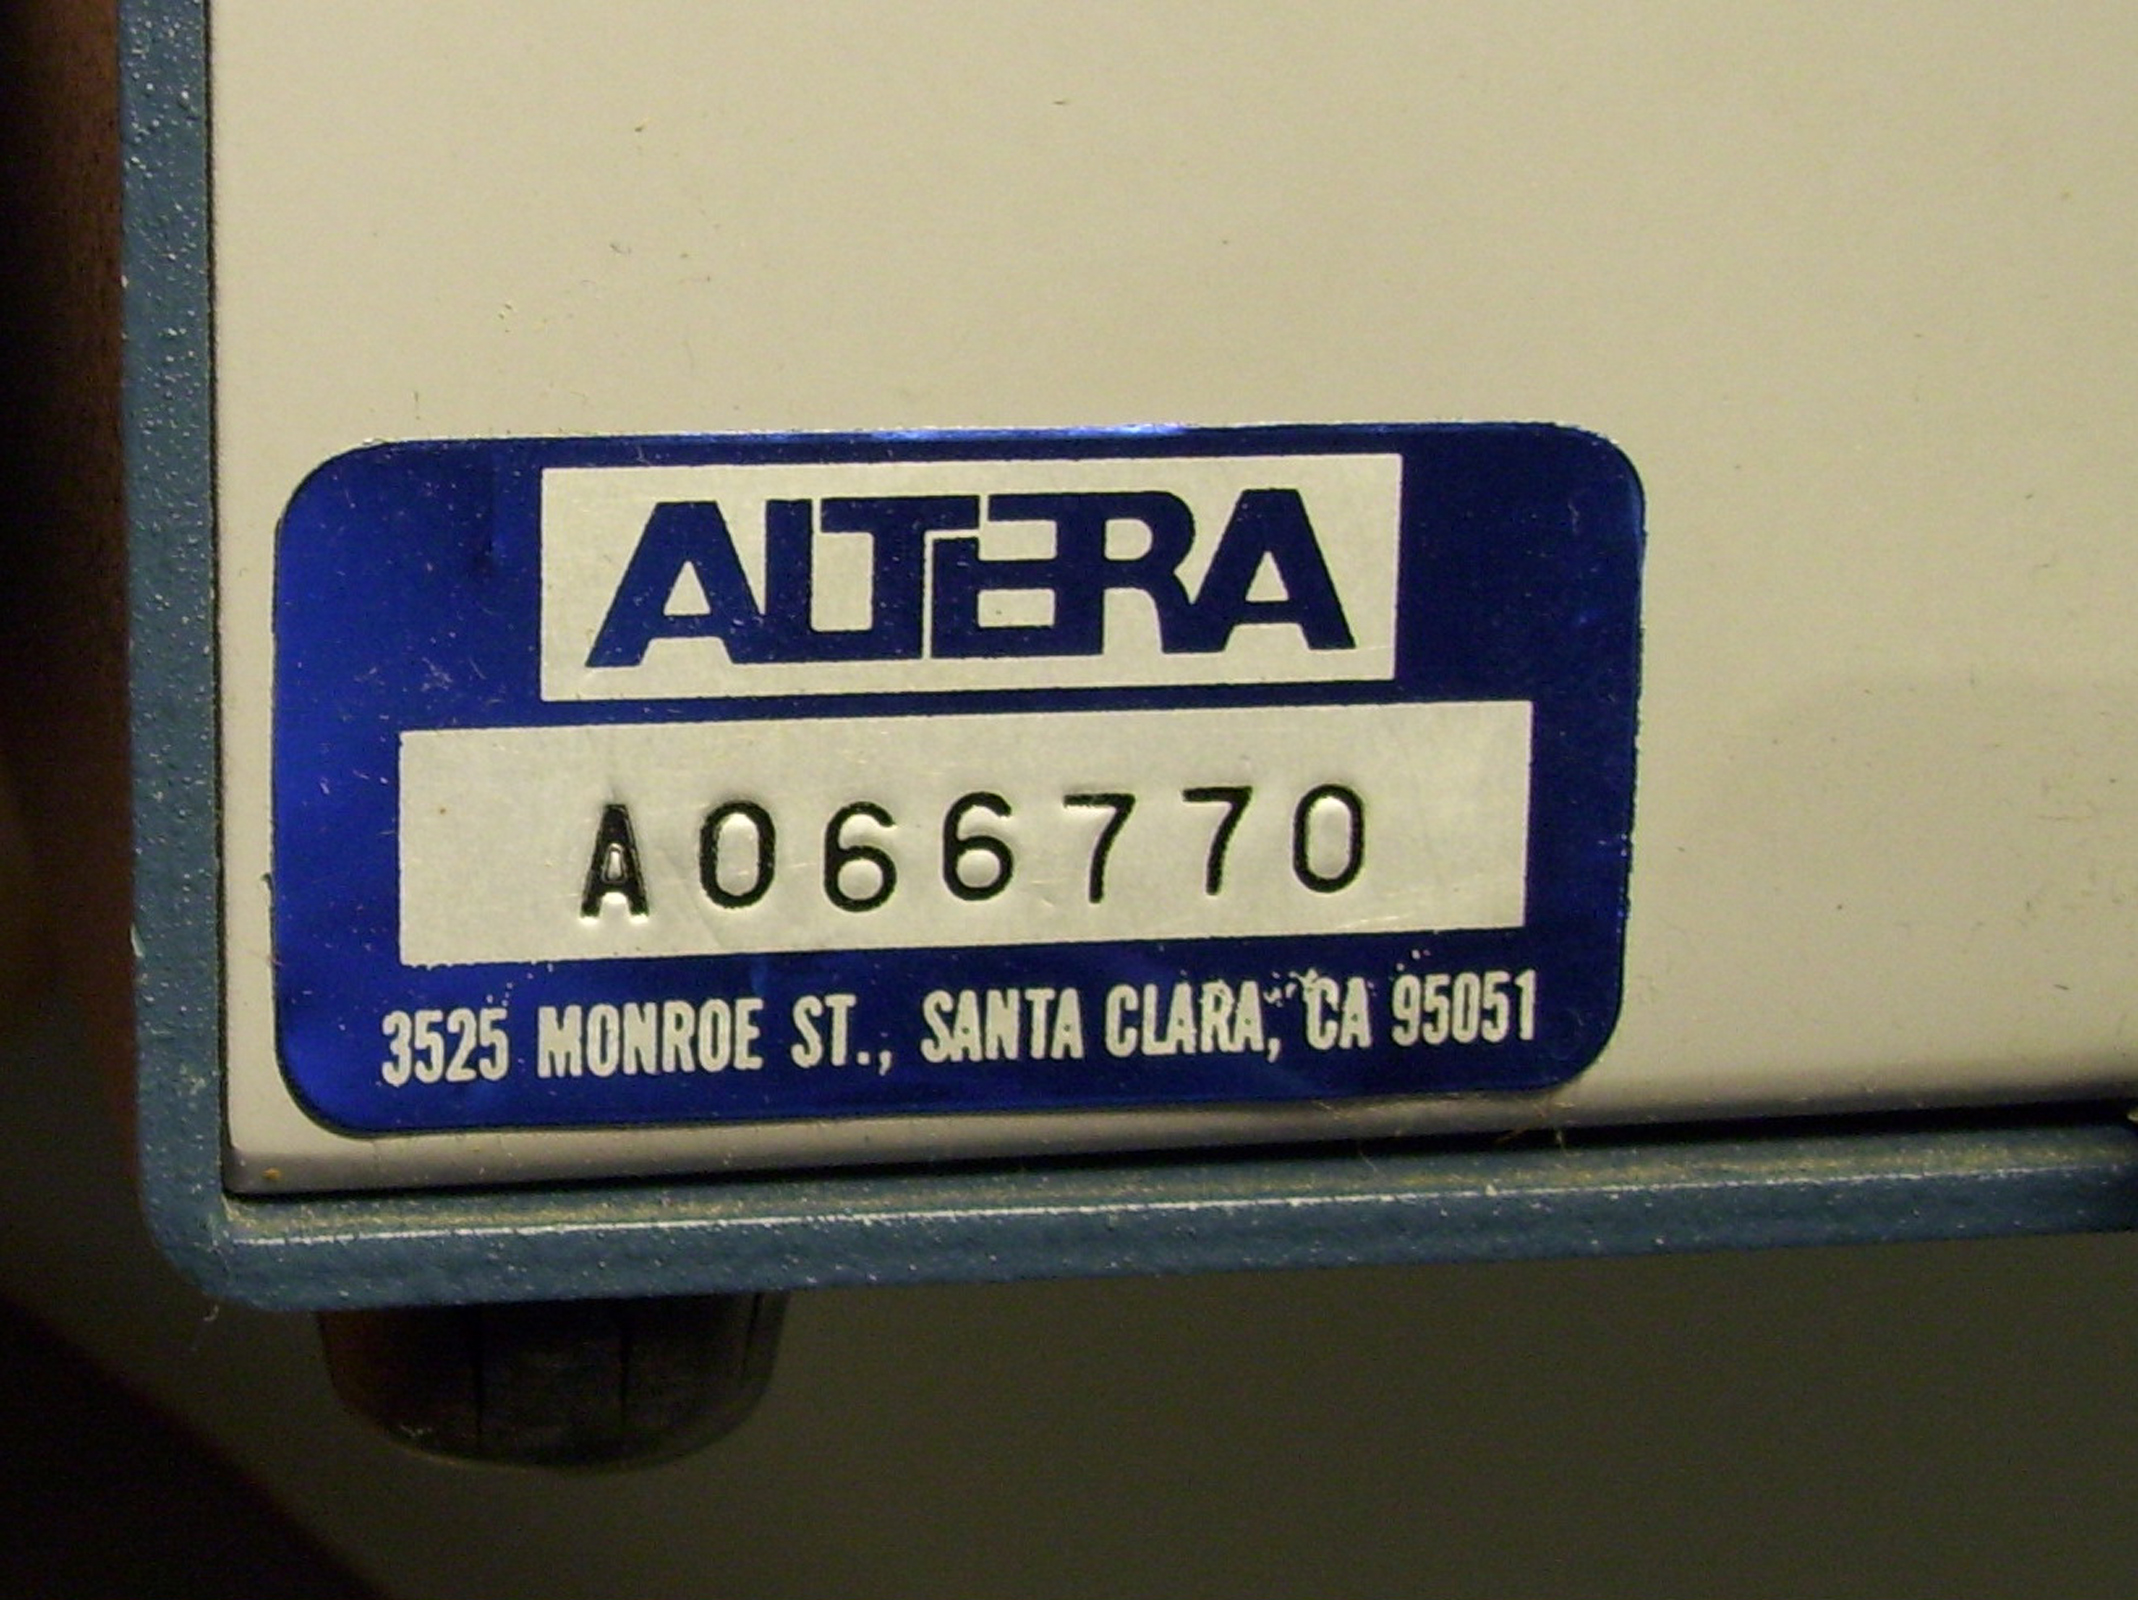 ALTERA
A066770
3525 MONROE ST., SANTA CLARA, CA 95051